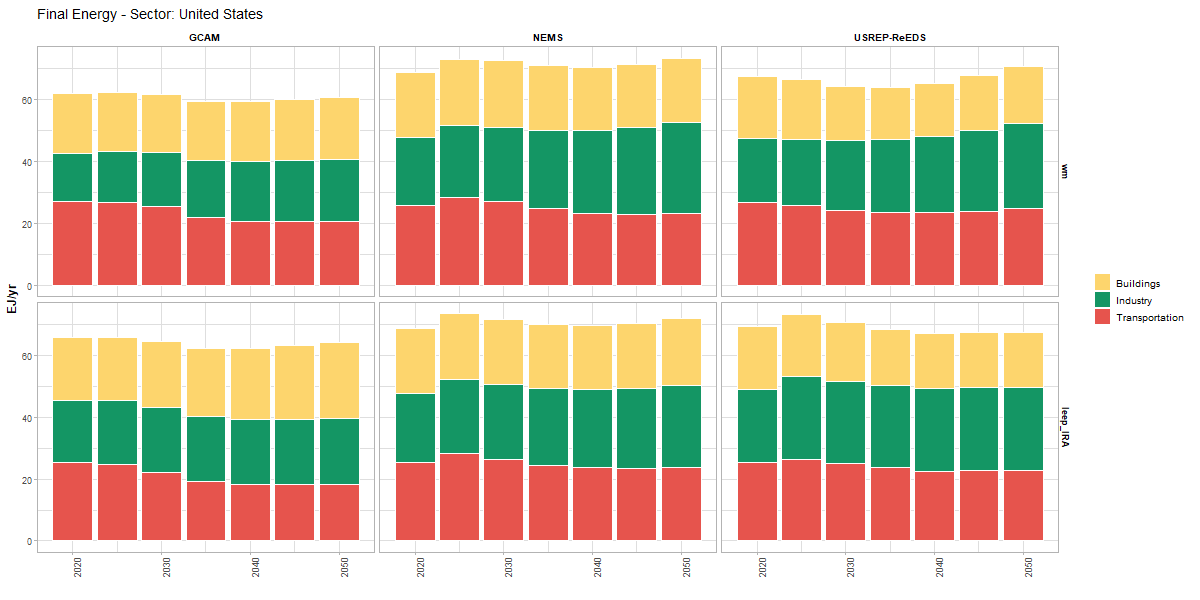 Final Energy - Sector: United States
GCAM
NEMS
USREP-ReEDS
EJ/yr
60
40
20
0
wm
60
40
20
0
leep_IRA
2020
2030
2040
2050
2020
2030
2040
2050
2020
2030
2040
2050
Buildings
Industry
Transportation